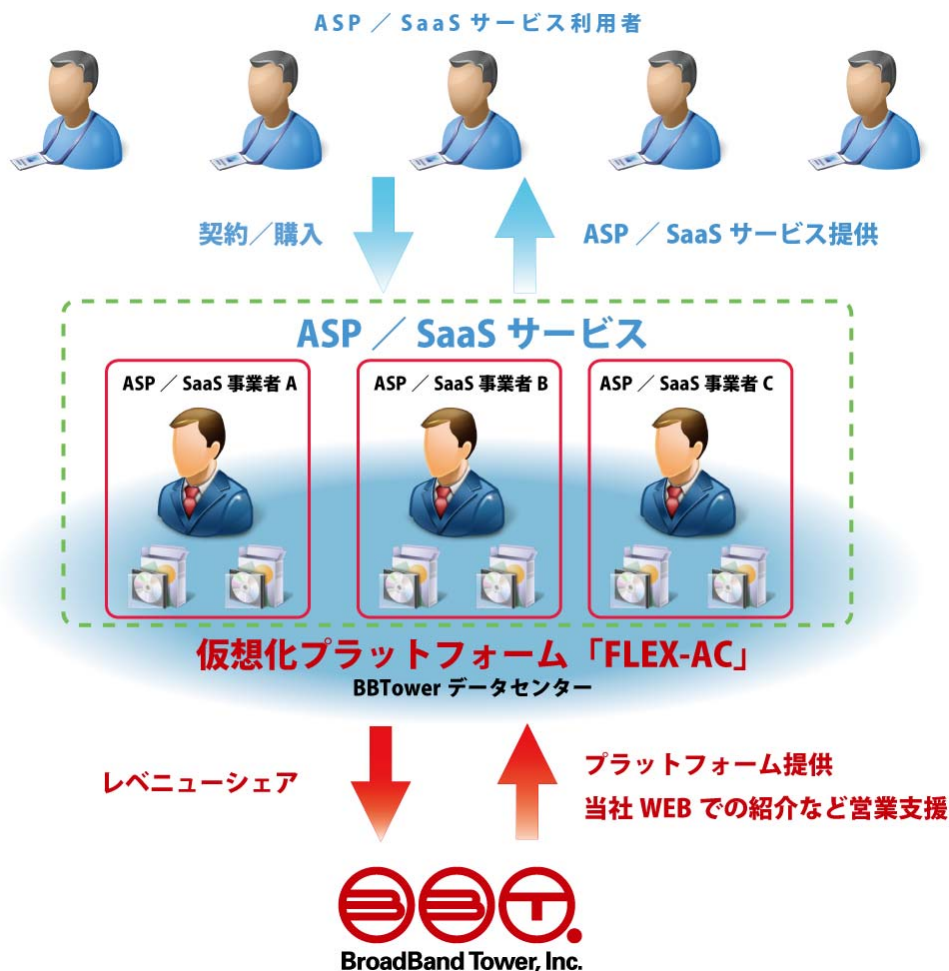 ASP ／ SaaS サービス利用者
契約／購入
ASP ／ SaaS サービス提供
ASP ／ SaaS サービス
ASP ／ SaaS 事業者 A
ASP ／ SaaS 事業者 B
ASP ／ SaaS 事業者 C
仮想化プラットフォーム「FLEX-AC」
BBTower データセンター
レベニューシェア
プラットフォーム提供
当社 WEB での紹介など営業支援
BBT.
BroadBand Tower, Inc.